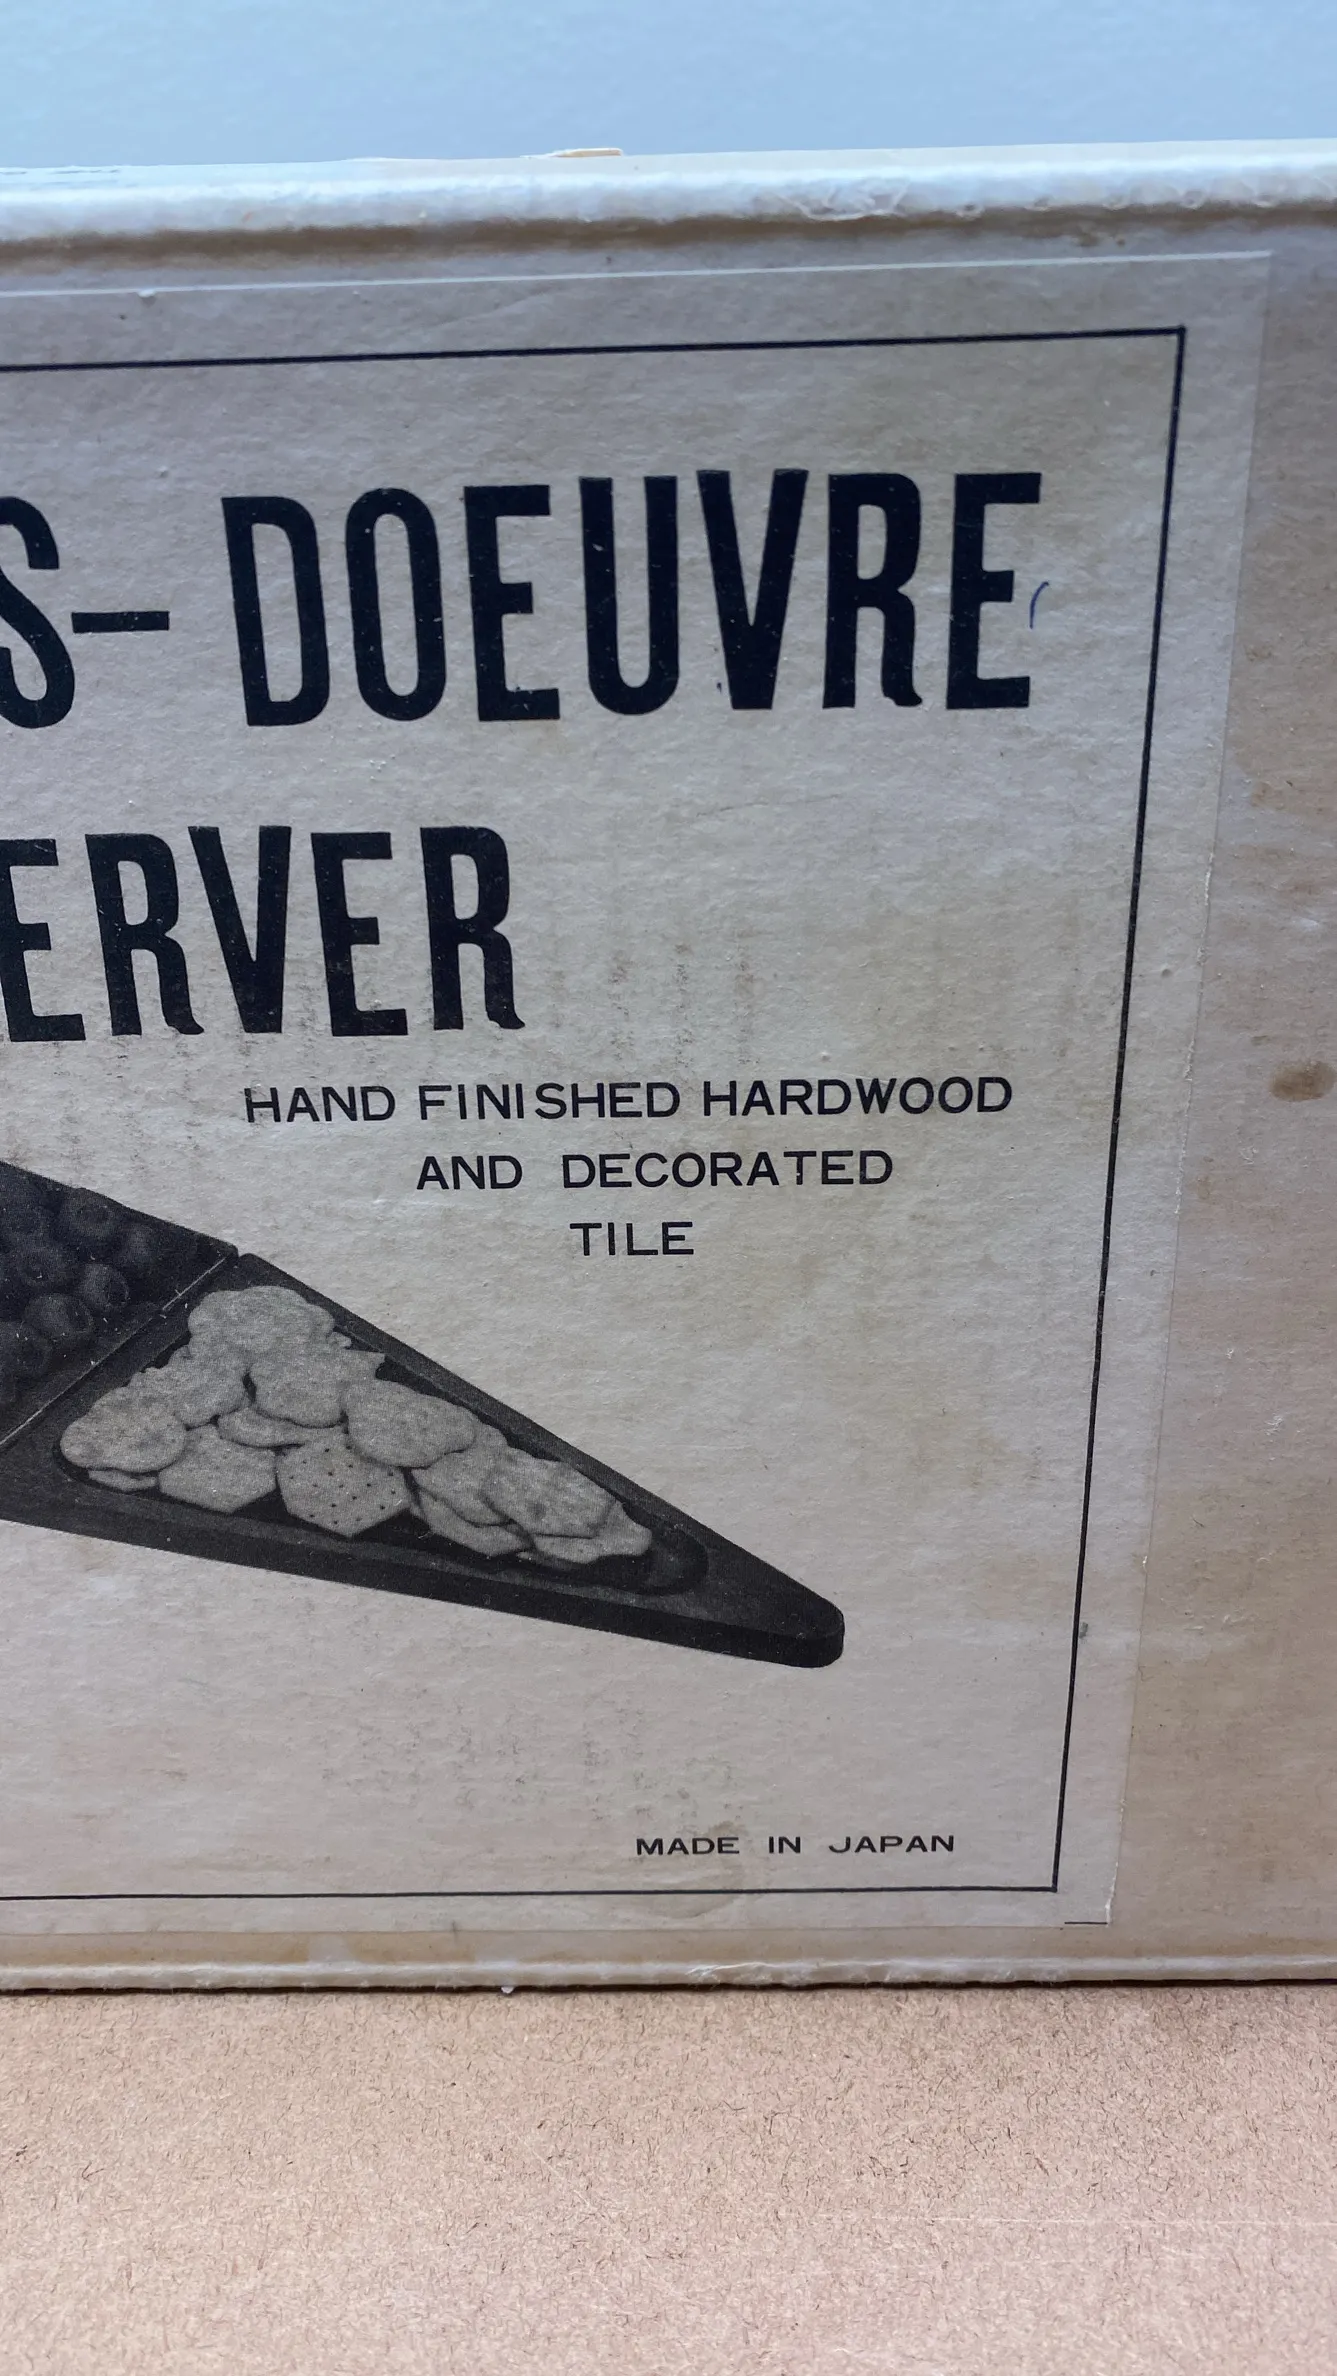 S- DOEUVRE
ERVER
HAND FINISHED HARDWOOD
AND DECORATED
TILE
MADE IN JAPAN